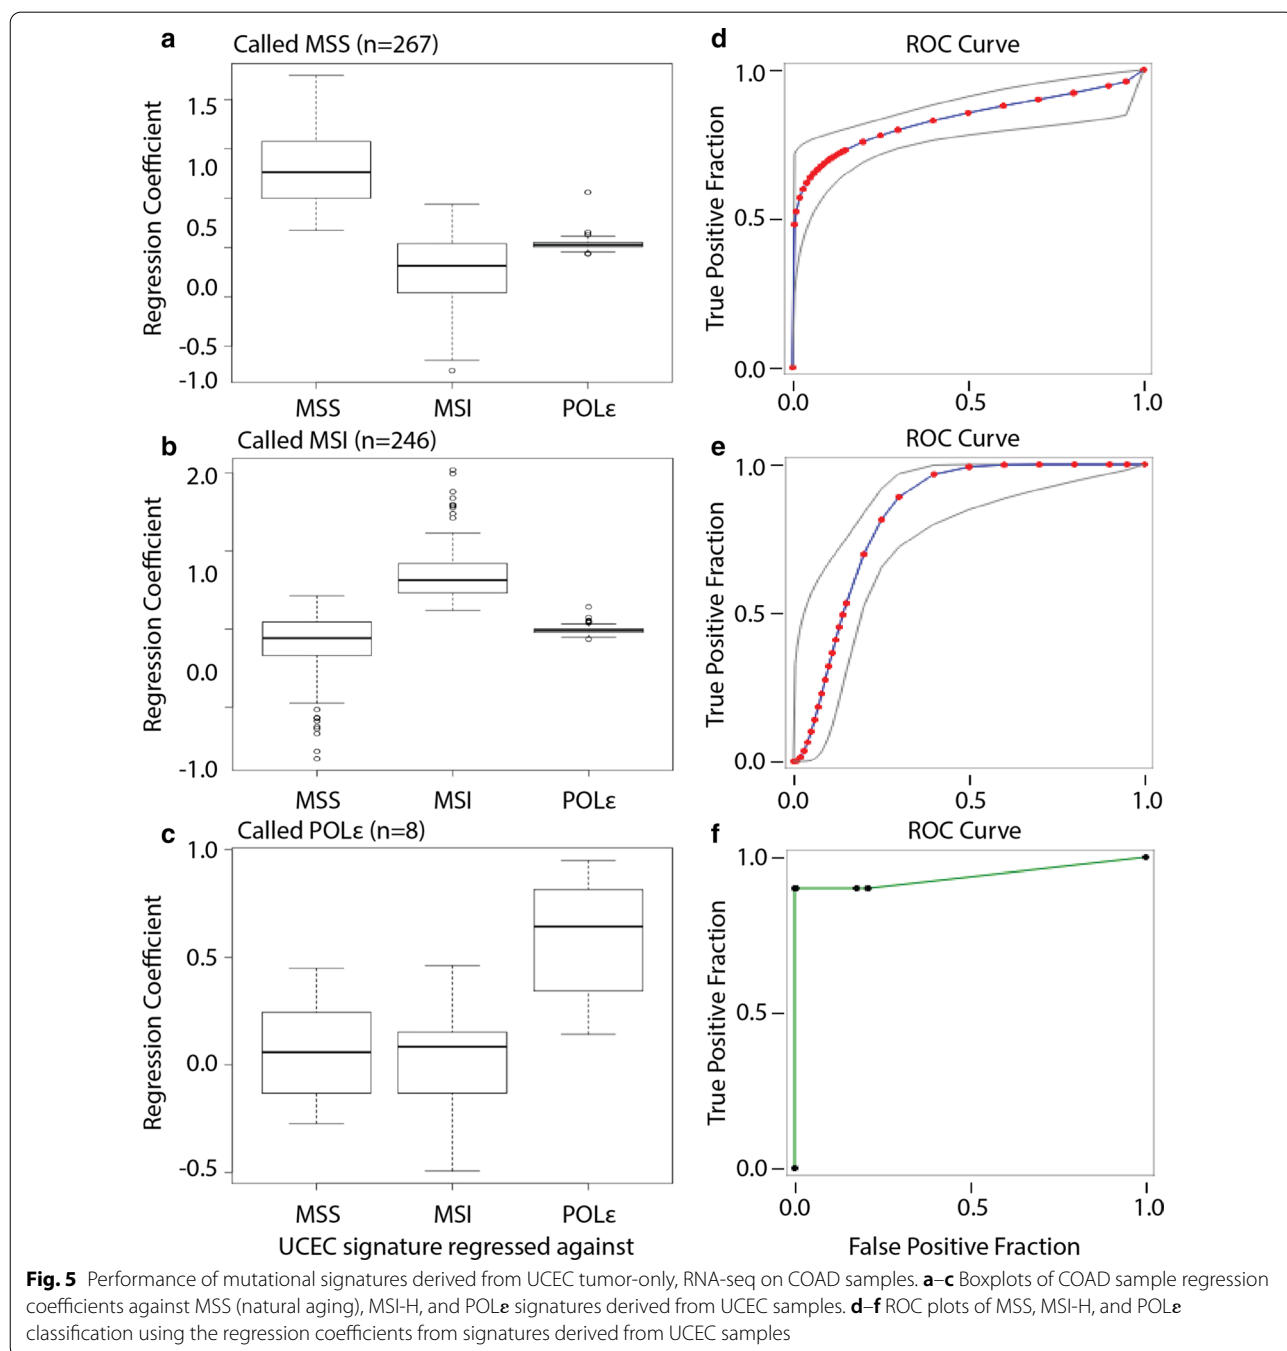 a Called MSS (n=267)
Regression Coefficient
1.5
1.0
0.5
0.0
-0.5
-1.0
MSS MSI POLε
d ROC Curve
True Positive Fraction
1.0
0.5
0.0
0.0 0.5 1.0
b Called MSI (n=246)
Regression Coefficient
2.0
1.0
0.0
-1.0
MSS MSI POLε
e ROC Curve
True Positive Fraction
1.0
0.5
0.0
0.0 0.5 1.0
c Called POLε (n=8)
Regression Coefficient
1.0
0.5
0.0
-0.5
MSS MSI POLε
UCEC signature regressed against
f ROC Curve
True Positive Fraction
1.0
0.5
0.0
0.0 0.5 1.0
False Positive Fraction
Fig. 5 Performance of mutational signatures derived from UCEC tumor-only, RNA-seq on COAD samples. a–c Boxplots of COAD sample regression
coefficients against MSS (natural aging), MSI-H, and POLε signatures derived from UCEC samples. d–f ROC plots of MSS, MSI-H, and POLε
classification using the regression coefficients from signatures derived from UCEC samples